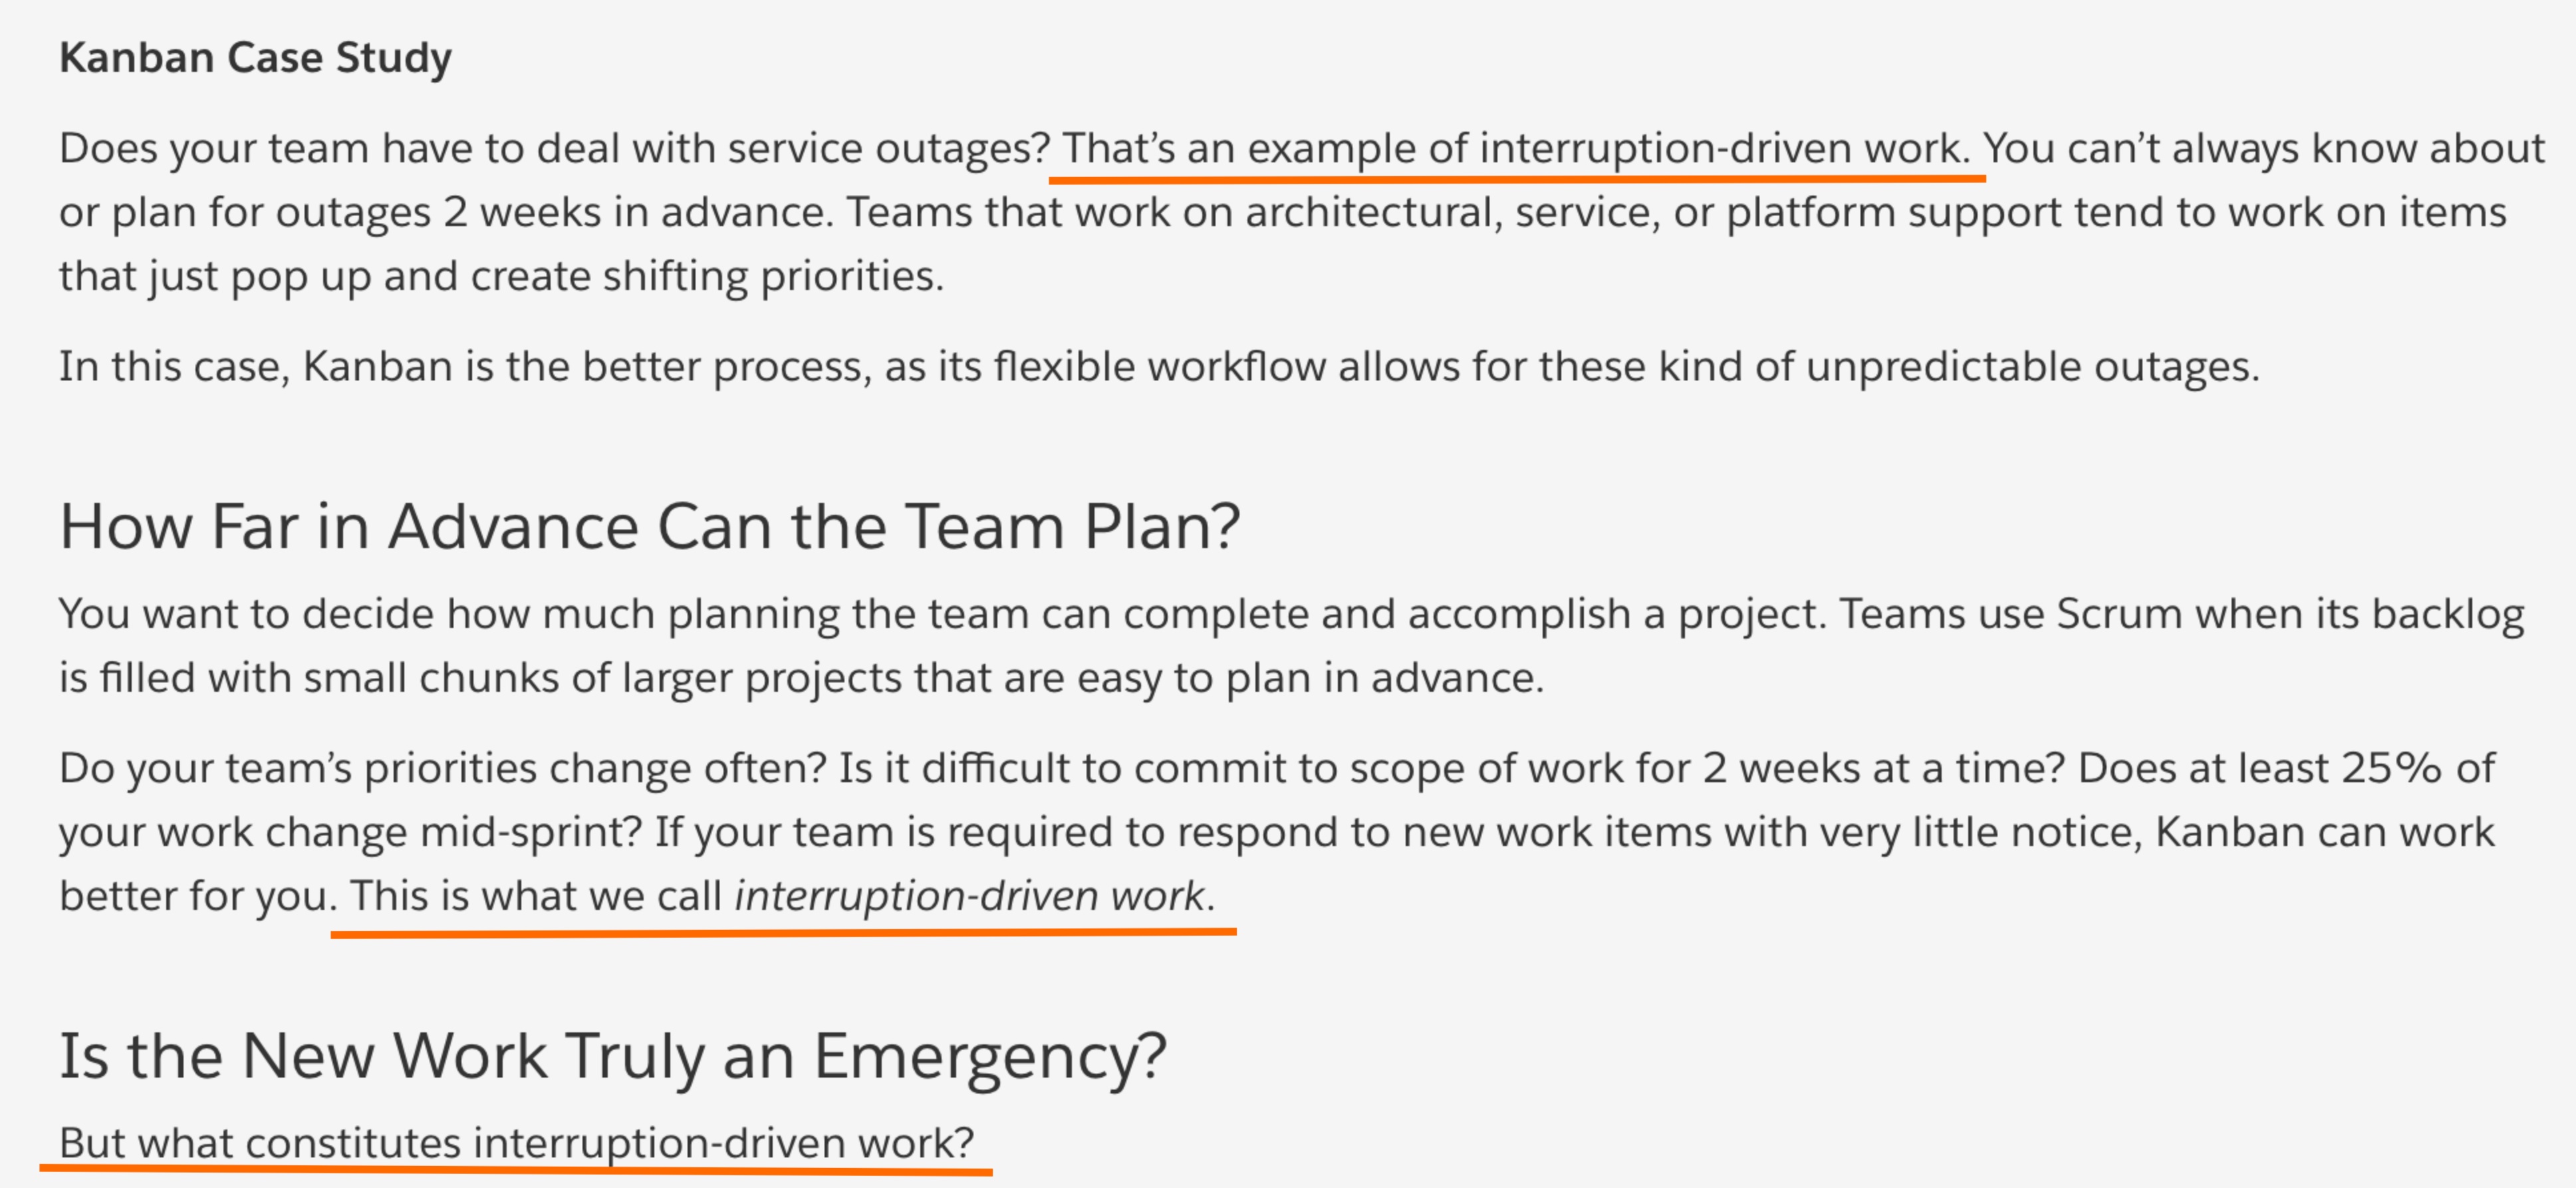 Kanban Case Study
Does your team have to deal with service outages? That’s an example of interruption-driven work. You can’t always know about
or plan for outages 2 weeks in advance. Teams that work on architectural, service, or platform support tend to work on items
that just pop up and create shifting priorities.
In this case, Kanban is the better process, as its flexible workflow allows for these kind of unpredictable outages.
How Far in Advance Can the Team Plan?
You want to decide how much planning the team can complete and accomplish a project. Teams use Scrum when its backlog
is filled with small chunks of larger projects that are easy to plan in advance.
Do your team’s priorities change often? Is it difficult to commit to scope of work for 2 weeks at a time? Does at least 25% of
your work change mid-sprint? If your team is required to respond to new work items with very little notice, Kanban can work
better for you. This is what we call interruption-driven work.
Is the New Work Truly an Emergency?
But what constitutes interruption-driven work?